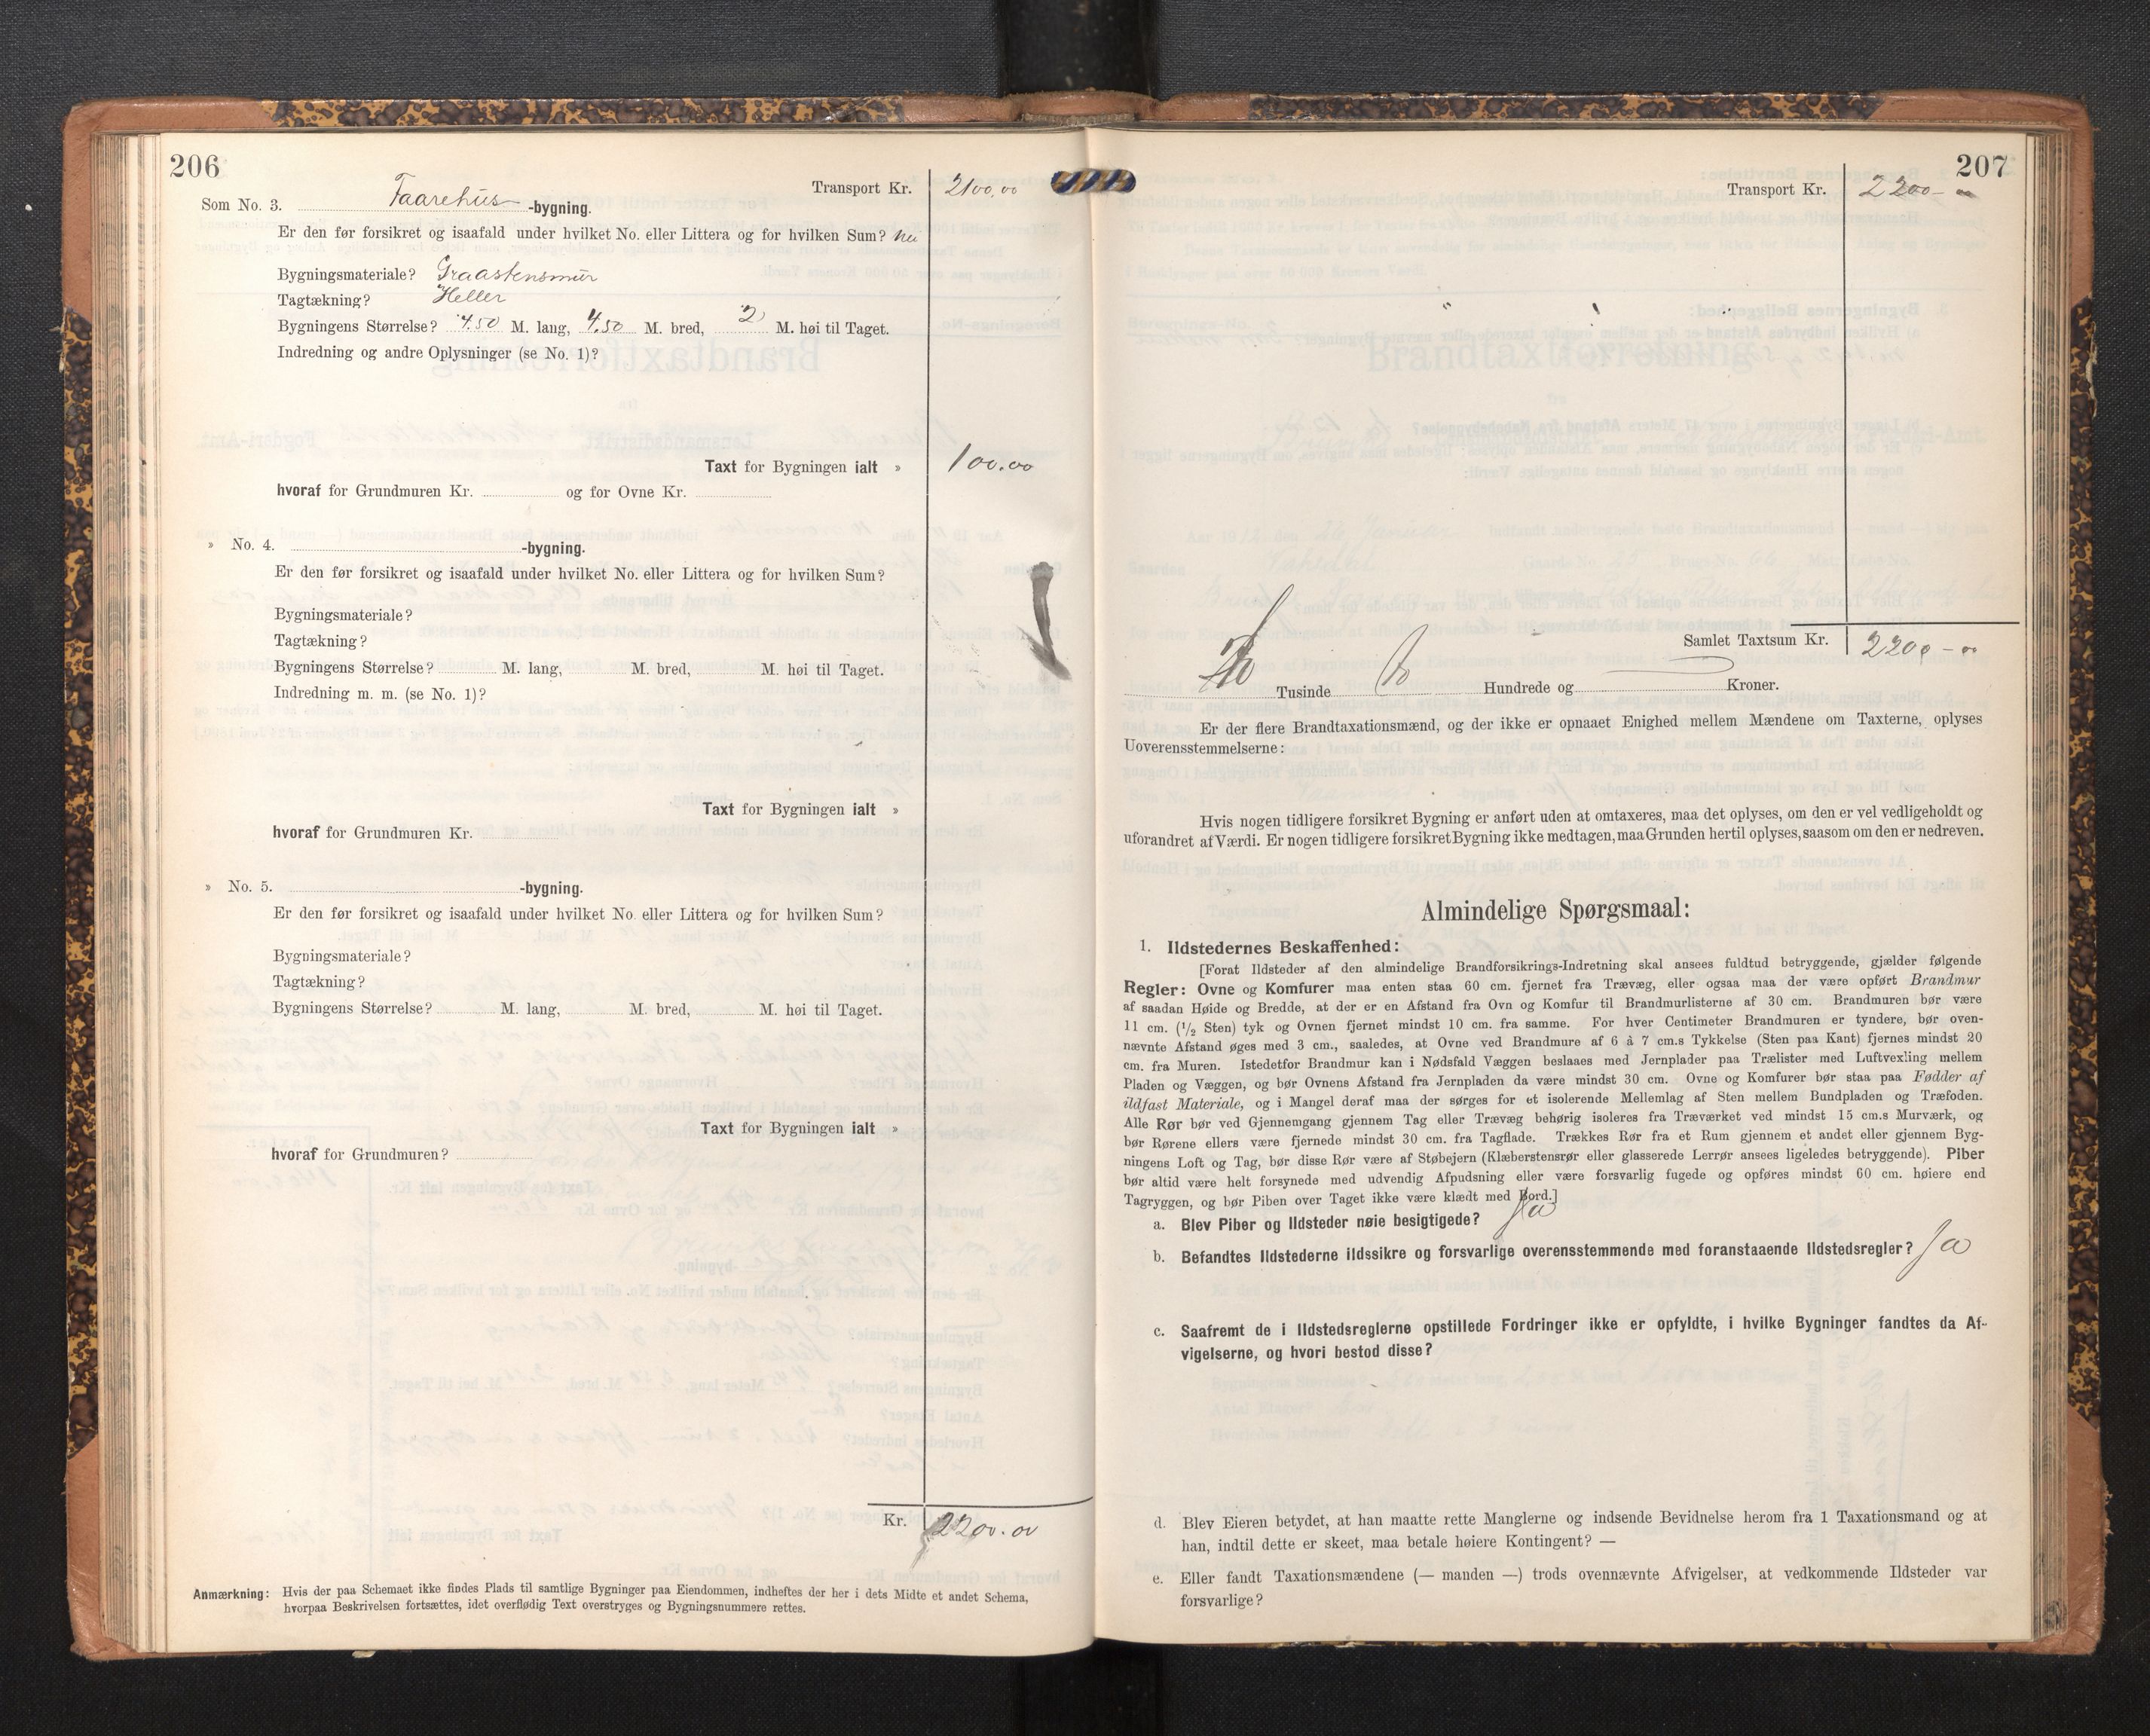 206
Transport Kr. 2100,00
Som No. 3. Faarehus -bygning.
Er den før forsikret og isaafald under hvilket No. eller Littera og for hvilken Sum? Nei
Bygningsmateriale? Graastensmur
Tagtækning? Heller
Bygningens Størrelse? 4.50 M. lang, 4,50 M. bred, 2 M. høi til Taget.
Indredning og andre Oplysninger (se No. 1)?
Taxt for Bygningen ialt » 100.00
hvoraf for Grundmuren Kr. og for Ovne Kr.
» No. 4. -bygning.
Er den før forsikret og isaafald under hvilket No. eller Littera og for hvilken Sum?
Bygningsmateriale?
Tagtækning?
Bygningens Størrelse? M. lang, M. bred, M. høi til Taget.
Indredning m. m. (se No. 1)?
Taxt for Bygningen ialt »
hvoraf for Grundmuren Kr.
» No. 5. -bygning.
Er den før forsikret og isaafald under hvilket No. eller Littera og for hvilken Sum?
Bygningsmateriale?
Tagtækning?
Bygningens Størrelse? M. lang, M. bred, M. høi til Taget.
Taxt for Bygningen ialt »
hvoraf for Grundmuren?
Kr. 2200.00
Anmærkning: Hvis der paa Schemaet ikke findes Plads til samtlige Bygninger paa Eiendommen, indheftes der her i dets Midte et andet Schema,
hvorpaa Beskrivelsen fortsættes, idet overflødig Text overstryges og Bygningsnummere rettes.
207
Transport Kr. 2200-00
Samlet Taxtsum Kr. 2200-00
To Tusinde to Hundrede og Kroner.
Er der flere Brandtaxationsmænd, og der ikke er opnaaet Enighed mellem Mændene om Taxterne, oplyses
Uoverensstemmelserne:
Hvis nogen tidligere forsikret Bygning er anført uden at omtaxeres, maa det oplyses, om den er vel vedligeholdt og
uforandret af Værdi. Er nogen tidligere forsikret Bygning ikke medtagen, maa Grunden hertil oplyses, saasom om den er nedreven.
Almindelige Spørgsmaal:
1. Ildstedernes Beskaffenhed:
[Forat Ildsteder af den almindelige Brandforsikrings-Indretning skal ansees fuldtud betryggende, gjælder følgende
Regler: Ovne og Komfurer maa enten staa 60 cm. fjernet fra Trævæg, eller ogsaa maa der være opført Brandmur
af saadan Høide og Bredde, at der er en Afstand fra Ovn og Komfur til Brandmurlisterne af 30 cm. Brandmuren bør være
11 cm. (1/2 Sten) tyk og Ovnen fjernet mindst 10 cm. fra samme. For hver Centimeter Brandmuren er tyndere, bør oven-
nævnte Afstand øges med 3 cm., saaledes, at Ovne ved Brandmure af 6 à 7 cm.s Tykkelse (Sten paa Kant) fjernes mindst 20
cm. fra Muren. Istedetfor Brandmur kan i Nødsfald Væggen beslaaes med Jernplader paa Trælister med Luftvexling mellem
Pladen og Væggen, og bør Ovnens Afstand fra Jernpladen da være mindst 30 cm. Ovne og Komfurer bør staa paa Fødder af
ildfast Materiale, og i Mangel deraf maa der sørges for et isolerende Mellemlag af Sten mellem Bundpladen og Træfoden.
Alle Rør bør ved Gjennemgang gjennem Tag eller Trævæg behørig isoleres fra Træværket ved mindst 15 cm.s Murværk, og
bør Rørene ellers være fjernede mindst 30 cm. fra Tagflade. Trækkes Rør fra et Rum gjennem et andet eller gjennem Byg-
ningens Loft og Tag, bør disse Rør være af Støbejern (Klæberstensrør eller glasserede Lerrør ansees ligeledes betryggende). Piber
bør altid være helt forsynede med udvendig Afpudsning eller være forsvarlig fugede og opføres mindst 60 cm. høiere end
Tagryggen, og bør Piben over Taget ikke være klædt med Bord.]
a. Blev Piber og Ildsteder nøie besigtigede? Ja
b. Befandtes Ildstederne ildssikre og forsvarlige overensstemmende med foranstaaende Ildstedsregler? Ja
c. Saafremt de i Ildstedsreglerne opstillede Fordringer ikke er opfyldte, i hvilke Bygninger fandtes da Af-
vigelserne, og hvori bestod disse?
d. Blev Eieren betydet, at han maatte rette Manglerne og indsende Bevidnelse herom fra 1 Taxationsmand og at
han, indtil dette er skeet, maa betale høiere Kontingent? —
e. Eller fandt Taxationsmændene (— manden —) trods ovennævnte Afvigelser, at vedkommende Ildsteder var
forsvarlige?